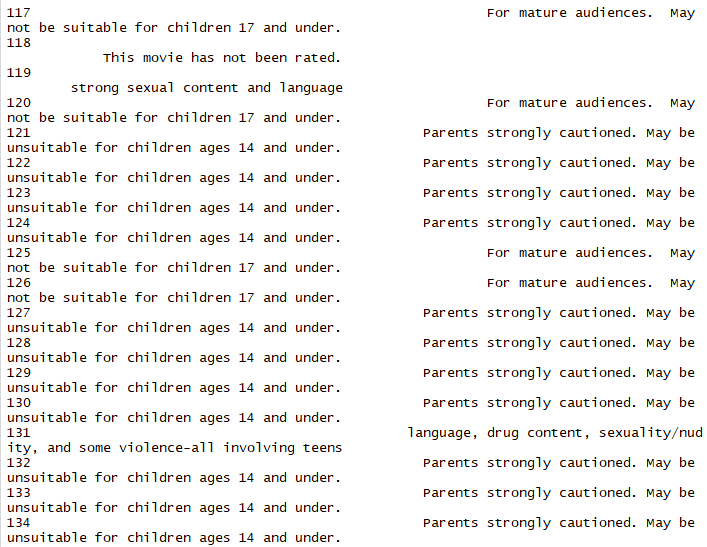 117 For mature audiences. May
not be suitable for children 17 and under.
118
This movie has not been rated.
119
strong sexual content and language
120 For mature audiences. May
not be suitable for children 17 and under.
121 Parents strongly cautioned. May be
unsuitable for children ages 14 and under.
122 Parents strongly cautioned. May be
unsuitable for children ages 14 and under.
123 Parents strongly cautioned. May be
unsuitable for children ages 14 and under.
124 Parents strongly cautioned. May be
unsuitable for children ages 14 and under.
125 For mature audiences. May
not be suitable for children 17 and under.
126 For mature audiences. May
not be suitable for children 17 and under.
127 Parents strongly cautioned. May be
unsuitable for children ages 14 and under.
128 Parents strongly cautioned. May be
unsuitable for children ages 14 and under.
129 Parents strongly cautioned. May be
unsuitable for children ages 14 and under.
130 Parents strongly cautioned. May be
unsuitable for children ages 14 and under.
131 language, drug content, sexuality/nud
ity, and some violence-all involving teens
132 Parents strongly cautioned. May be
unsuitable for children ages 14 and under.
133 Parents strongly cautioned. May be
unsuitable for children ages 14 and under.
134 Parents strongly cautioned. May be
unsuitable for children ages 14 and under.